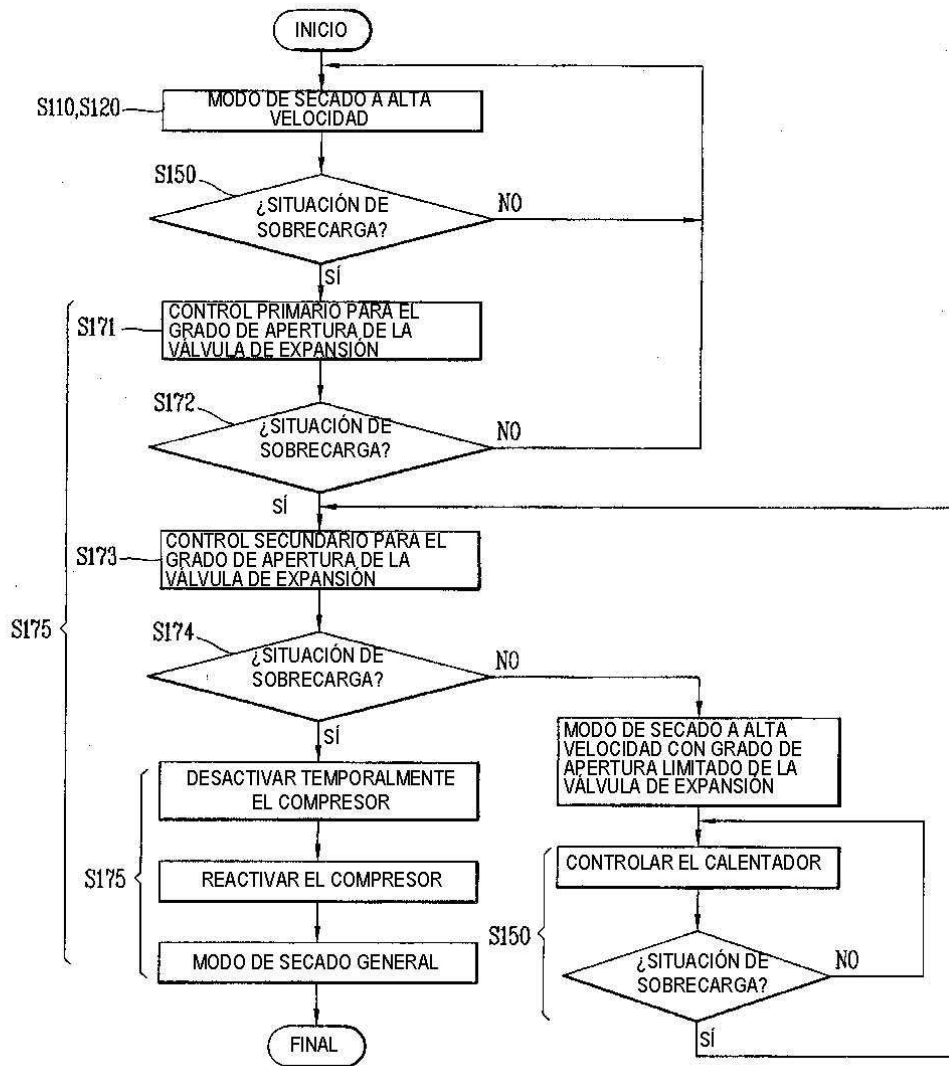 INICIO
S110,S120
MODO DE SECADO A ALTA
VELOCIDAD
S150
¿SITUACIÓN DE
SOBRECARGA?
NO
SÍ
S171
CONTROL PRIMARIO PARA EL
GRADO DE APERTURA DE LA
VÁLVULA DE EXPANSIÓN
S172
¿SITUACIÓN DE
SOBRECARGA?
NO
SÍ
S173
CONTROL SECUNDARIO PARA EL
GRADO DE APERTURA DE LA
VÁLVULA DE EXPANSIÓN
S175
S174
¿SITUACIÓN DE
SOBRECARGA?
NO
SÍ
MODO DE SECADO A ALTA
VELOCIDAD CON GRADO DE
APERTURA LIMITADO DE LA
VÁLVULA DE EXPANSIÓN
DESACTIVAR TEMPORALMENTE
EL COMPRESOR
S175
REACTIVAR EL COMPRESOR
MODO DE SECADO GENERAL
FINAL
CONTROLAR EL CALENTADOR
S150
¿SITUACIÓN DE
SOBRECARGA?
NO
SÍ